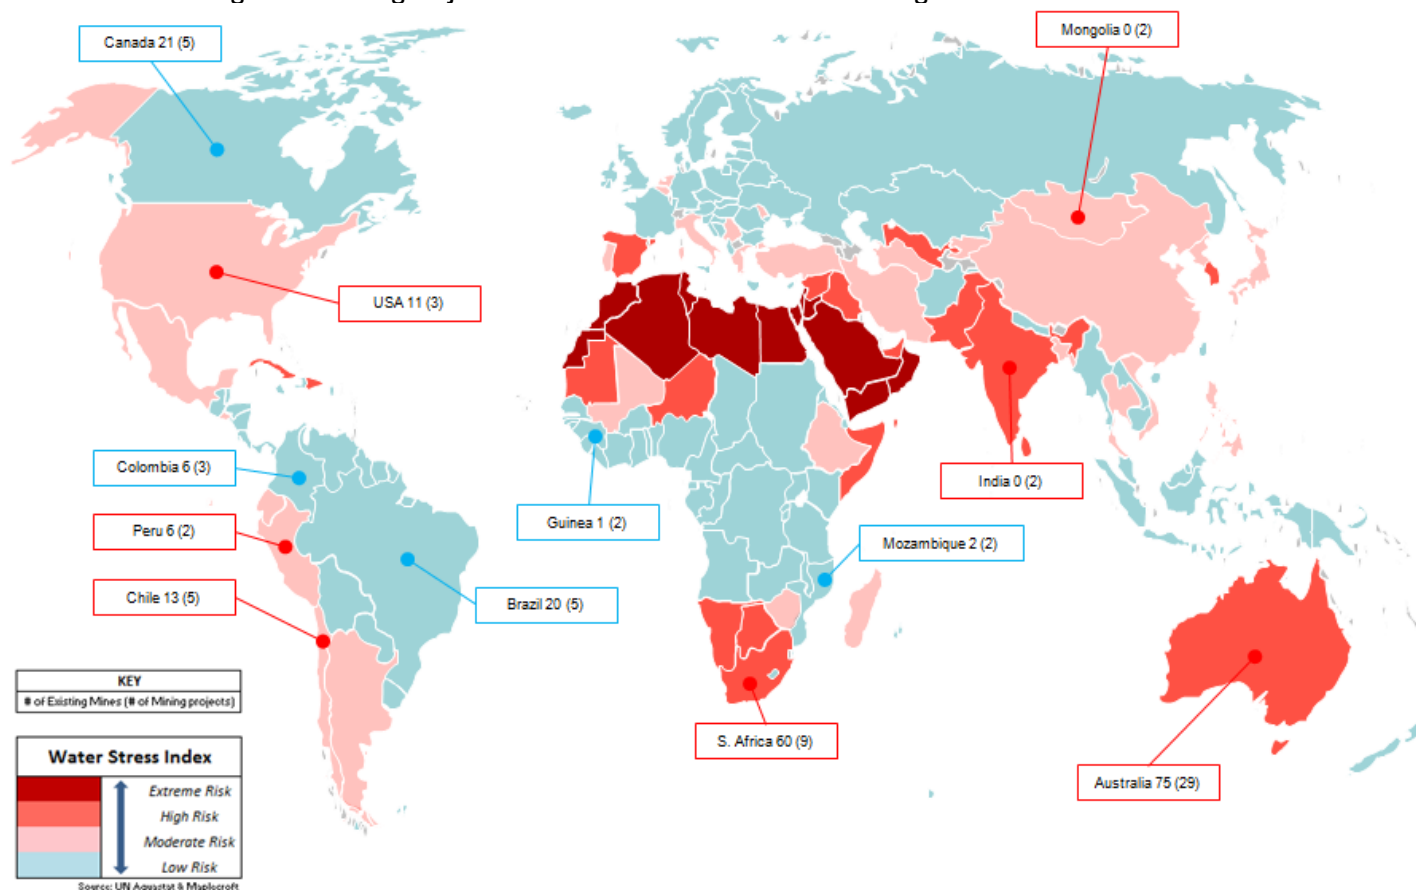 Canada 21 (5)
Mongolia 0 (2)
USA 11 (3)
Colombia 6 (3)
India 0 (2)
Peru 6 (2)
Guinea 1 (2)
Mozambique 2 (2)
Chile 13 (5)
Brazil 20 (5)
S. Africa 60 (9)
Australia 75 (29)
KEY
# of Existing Mines (# of Mining projects)
Water Stress Index
Extreme Risk
High Risk
Moderate Risk
Low Risk
Source: UN Aquastat & Maplecroft